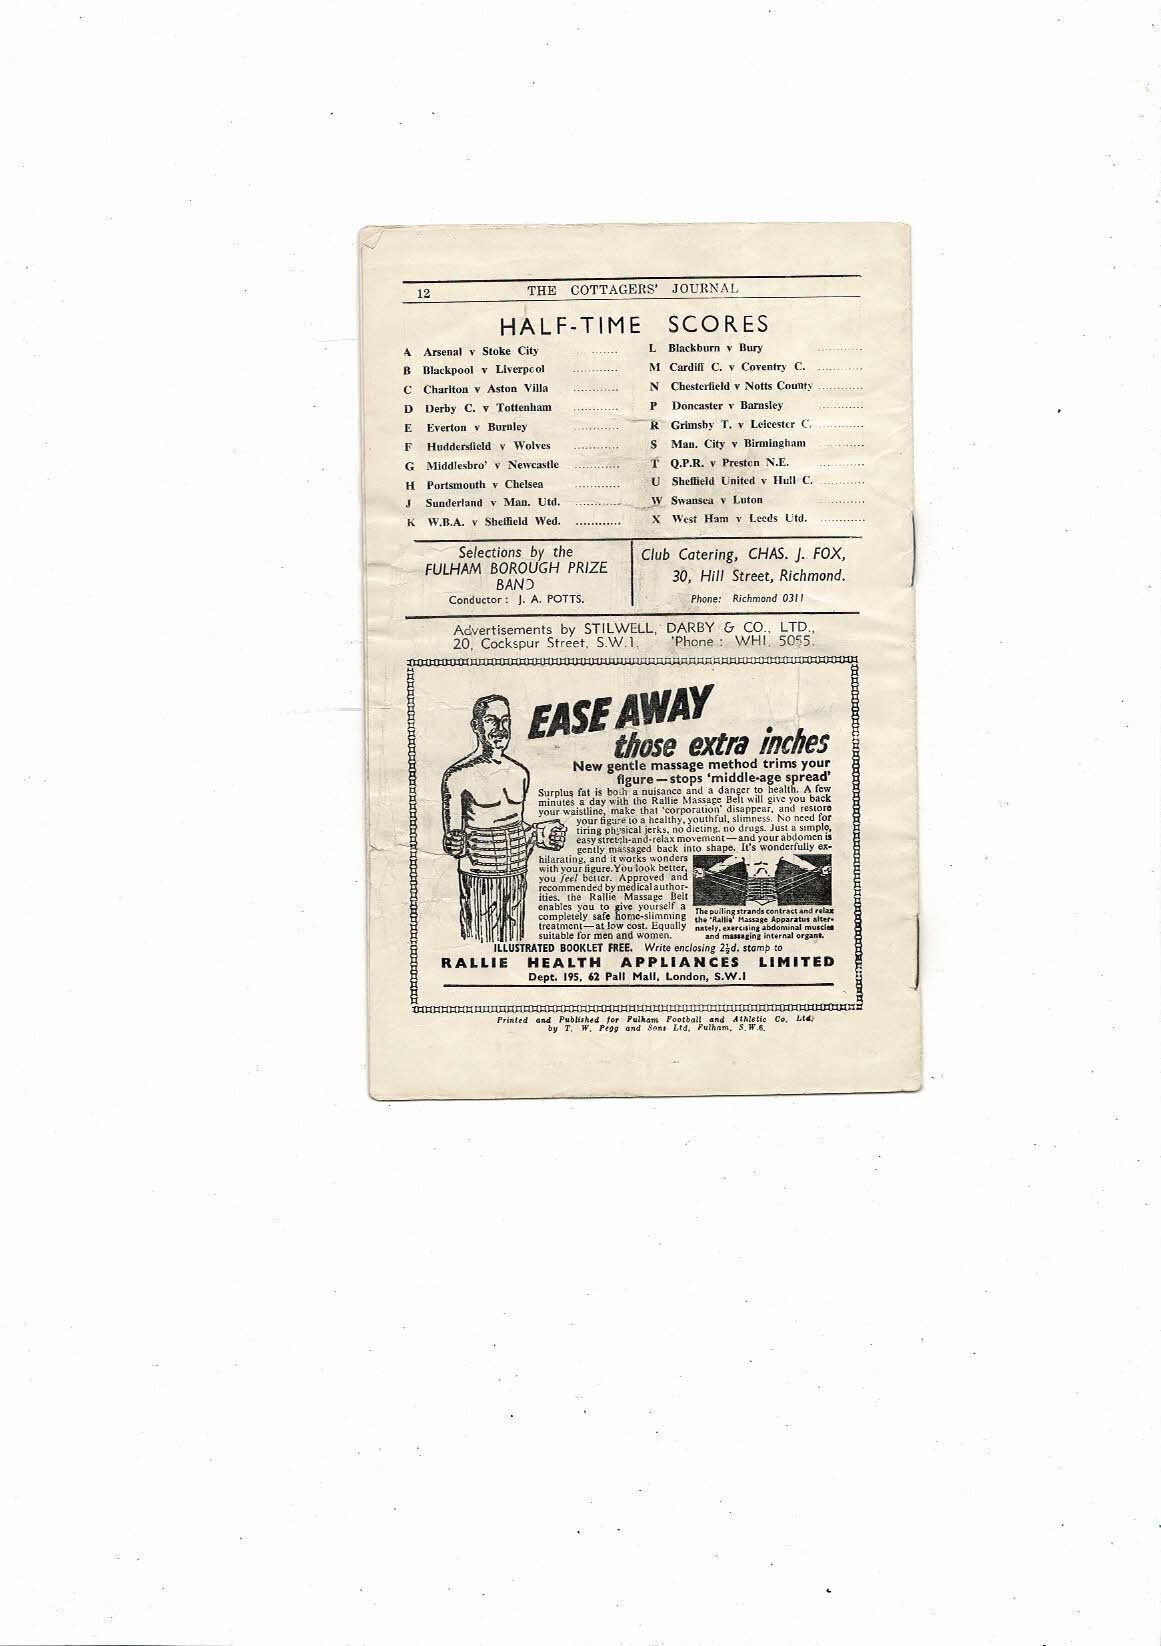 12 THE COTTAGERS' JOURNAL
HALF-TIME SCORES
A Arsenal v Stoke City .......
B Blackpool v Liverpool ............
C Charlton v Aston Villa ............
D Derby C. v Tottenham ............
E Everton v Burnley ............
F Huddersfield v Wolves ............
G Middlesbro' v Newcastle ............
H Portsmouth v Chelsea ............
J Sunderland v Man. Utd. ............
K W.B.A. v Sheffield Wed. ............
L Blackburn v Bury ............
M Cardiff C. v Coventry C. ............
N Chesterfield v Notts County ............
P Doncaster v Barnsley ............
R Grimsby T. v Leicester C. ............
S Man. City v Birmingham ............
T Q.P.R. v Preston N.E. ............
U Sheffield United v Hull C. ............
W Swansea v Luton ............
X West Ham v Leeds Utd. ............
Selections by the
FULHAM BOROUGH PRIZE
BAND
Conductor : J. A. POTTS.
Club Catering, CHAS. J. FOX,
30, Hill Street, Richmond.
Phone: Richmond 0311
Advertisements by STILWELL, DARBY & CO., LTD.,
20, Cockspur Street, S.W.1. 'Phone : WHI. 5055.
EASE AWAY
those extra inches
New gentle massage method trims your
figure—stops 'middle-age spread'
Surplus fat is both a nuisance and a danger to health. A few
minutes a day with the Rallie Massage Belt will give you back
your waistline, make that 'corporation' disappear, and restore
your figure to a healthy, youthful, slimness. No need for
tiring physical jerks, no dieting, no drugs. Just a simple,
easy stretch-and-relax movement—and your abdomen is
gently massaged back into shape. It's wonderfully ex-
hilarating, and it works wonders
with your figure. You look better,
you feel better. Approved and
recommended by medical author-
ities, the Rallie Massage Belt
enables you to give yourself a
completely safe home-slimming
treatment—at low cost. Equally
suitable for men and women.
The pulling strands contract and relax
the 'Rallie' Massage Apparatus alter-
nately, exercising abdominal muscles
and massaging internal organs.
ILLUSTRATED BOOKLET FREE. Write enclosing 2½d. stamp to
RALLIE HEALTH APPLIANCES LIMITED
Dept. 195, 62 Pall Mall, London, S.W.1
Printed and Published for Fulham Football and Athletic Co. Ltd.
by T. W. Pegg and Sons Ltd, Fulham, S.W.6.